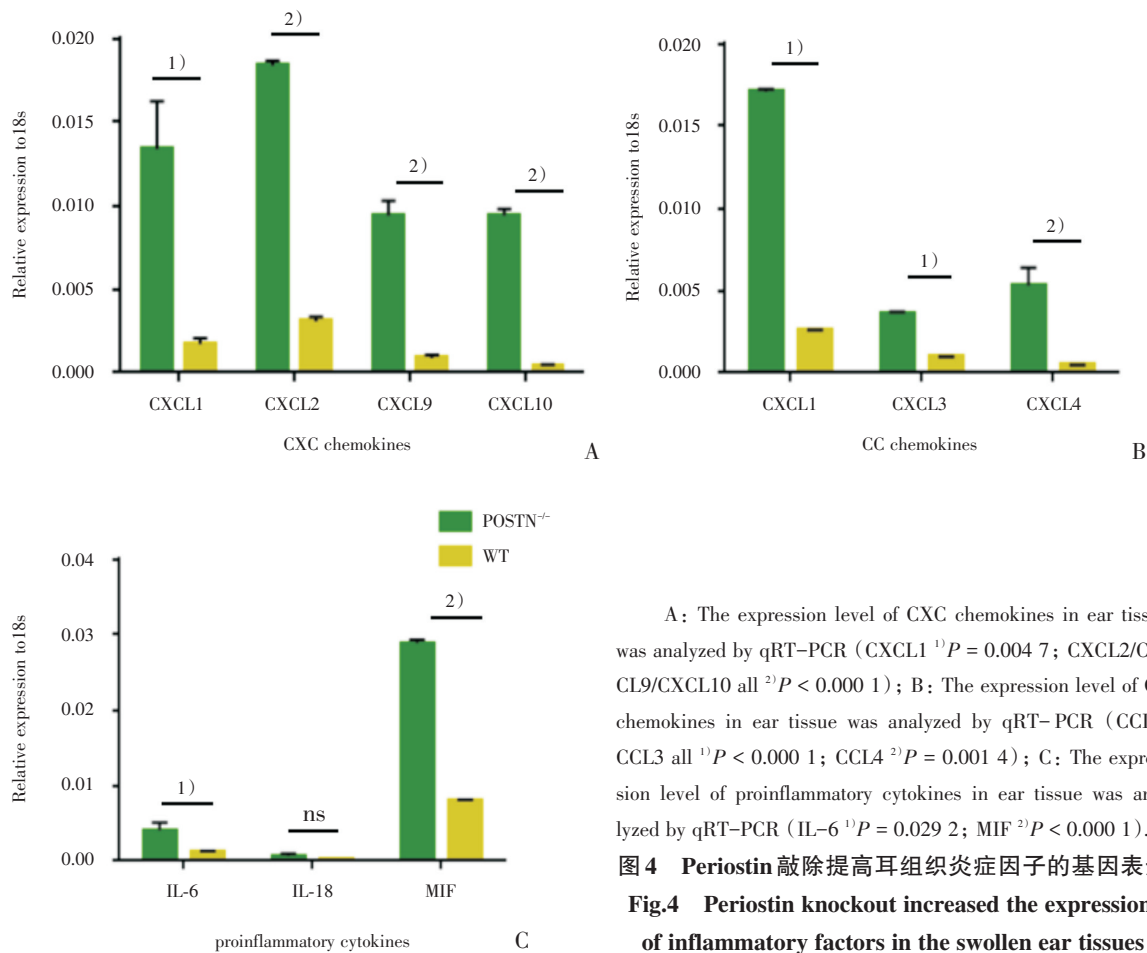 0.020
0.015
0.010
0.005
0.000
Relative expression to18s
1)
2)
2)
2)
CXCL1 CXCL2 CXCL9 CXCL10
CXC chemokines
A
0.020
0.015
0.010
0.005
0.000
Relative expression to18s
1)
1)
2)
CXCL1 CXCL3 CXCL4
CC chemokines
B
POSTN⁻/⁻
WT
0.04
0.03
0.02
0.01
0.00
Relative expression to18s
1)
ns
2)
IL-6 IL-18 MIF
proinflammatory cytokines
C
A: The expression level of CXC chemokines in ear tiss
was analyzed by qRT-PCR (CXCL1 ¹⁾P = 0.004 7; CXCL2/C
CL9/CXCL10 all ²⁾P < 0.000 1); B: The expression level of
chemokines in ear tissue was analyzed by qRT-PCR (CCL
CCL3 all ¹⁾P < 0.000 1; CCL4 ²⁾P = 0.001 4); C: The expre
sion level of proinflammatory cytokines in ear tissue was an
lyzed by qRT-PCR (IL-6 ¹⁾P = 0.029 2; MIF ²⁾P < 0.000 1).
图4 Periostin敲除提高耳组织炎症因子的基因表
Fig.4 Periostin knockout increased the expression
of inflammatory factors in the swollen ear tissues